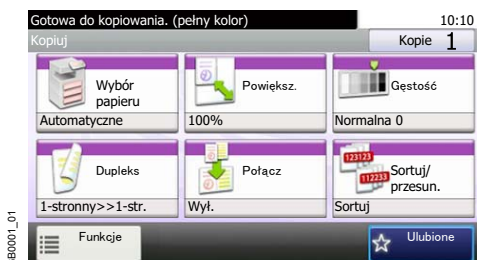 Gotowa do kopiowania. (pełny kolor)
10:10
Kopiuj
Kopie 1
Wybór
papieru
Automatyczne
Powiększ.
100%
Gęstość
Normalna 0
Dupleks
1-stronny>>1-str.
Połącz
Wył.
123123
112233
Sortuj/
przesun.
Sortuj
Funkcje
Ulubione
B0001_01